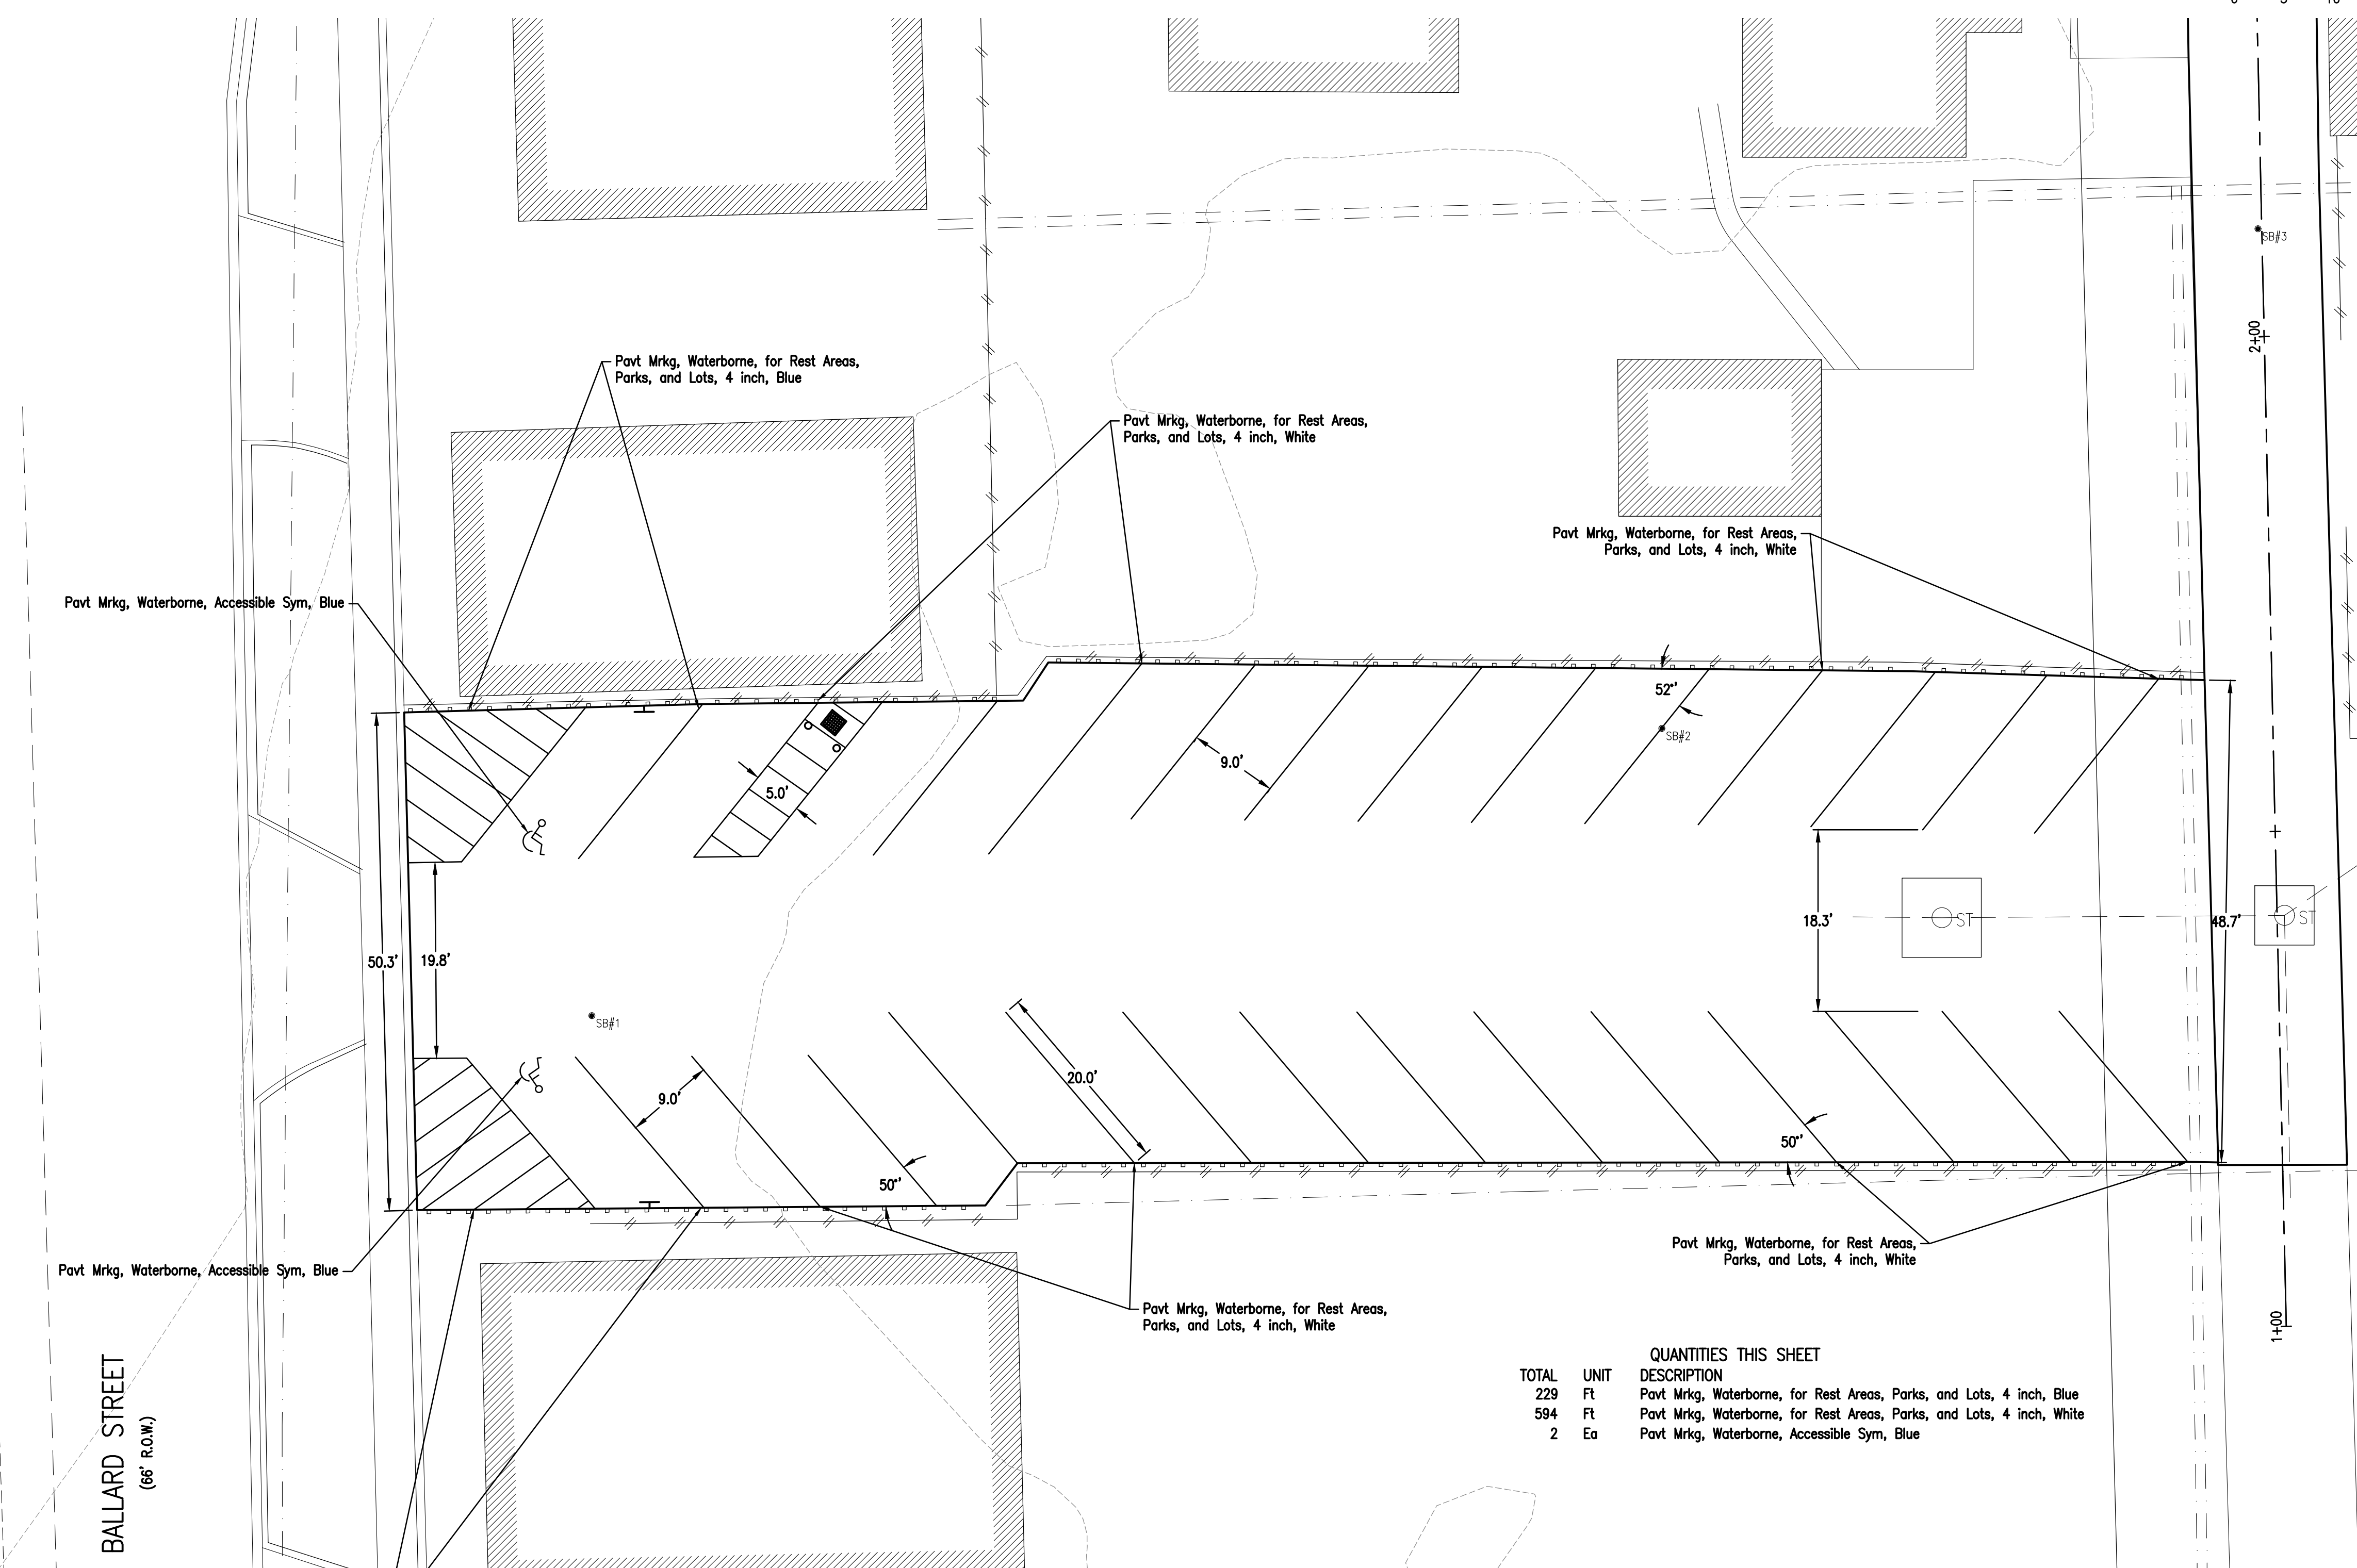 SB#3
2+00
Pavt Mrkg, Waterborne, for Rest Areas,
Parks, and Lots, 4 inch, Blue
Pavt Mrkg, Waterborne, for Rest Areas,
Parks, and Lots, 4 inch, White
Pavt Mrkg, Waterborne, for Rest Areas,
Parks, and Lots, 4 inch, White
Pavt Mrkg, Waterborne, Accessible Sym, Blue
52°'
SB#2
9.0'
5.0'
18.3'
ST
48.7'
ST
50.3'
19.8'
SB#1
20.0'
9.0'
50°'
50°'
Pavt Mrkg, Waterborne, for Rest Areas,
Parks, and Lots, 4 inch, White
Pavt Mrkg, Waterborne, Accessible Sym, Blue
Pavt Mrkg, Waterborne, for Rest Areas,
Parks, and Lots, 4 inch, White
1+00
BALLARD STREET
(66' R.O.W.)
QUANTITIES THIS SHEET
TOTAL UNIT DESCRIPTION
229 Ft Pavt Mrkg, Waterborne, for Rest Areas, Parks, and Lots, 4 inch, Blue
594 Ft Pavt Mrkg, Waterborne, for Rest Areas, Parks, and Lots, 4 inch, White
2 Ea Pavt Mrkg, Waterborne, Accessible Sym, Blue